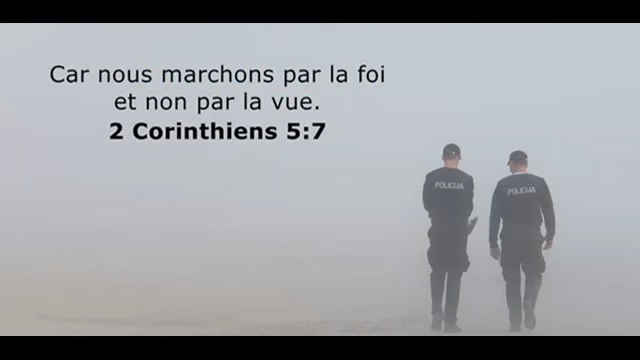 Car nous marchons par la foi
et non par la vue.
2 Corinthiens 5:7
POLICIJA
POLICIJA